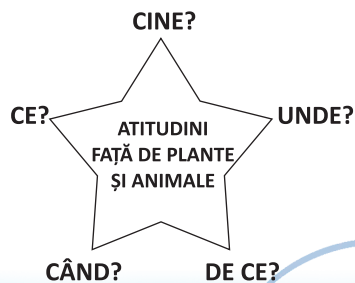 CINE?
CE?
UNDE?
ATITUDINI
FAȚĂ DE PLANTE
ȘI ANIMALE
CÂND?
DE CE?